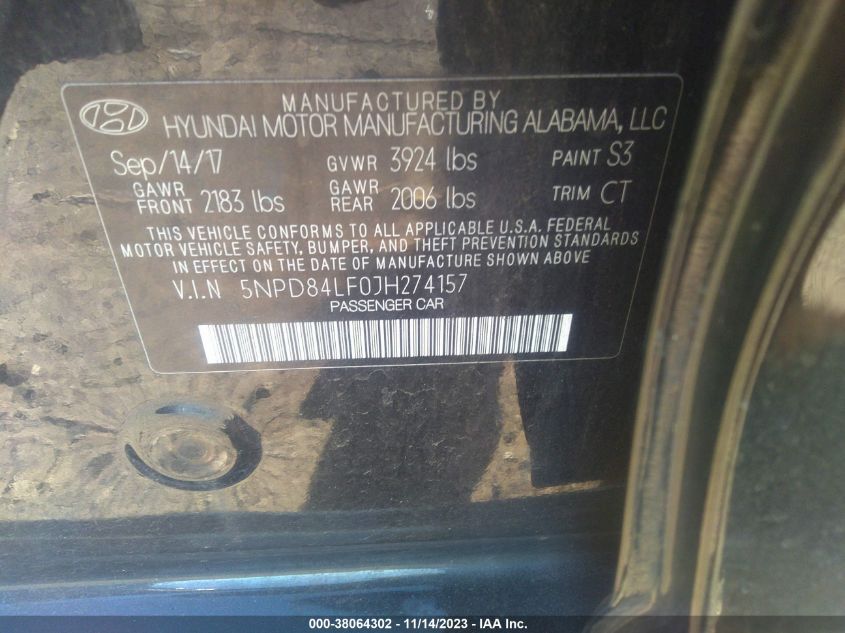 MANUFACTURED BY
HYUNDAI MOTOR MANUFACTURING ALABAMA, LLC
Sep/14/17 GVWR 3924 lbs PAINT S3
GAWR FRONT 2183 lbs GAWR REAR 2006 lbs TRIM CT
THIS VEHICLE CONFORMS TO ALL APPLICABLE U.S.A. FEDERAL
MOTOR VEHICLE SAFETY, BUMPER, AND THEFT PREVENTION STANDARDS
IN EFFECT ON THE DATE OF MANUFACTURE SHOWN ABOVE
V.I.N 5NPD84LF0JH274157
PASSENGER CAR
000-38064302 - 11/14/2023 - IAA Inc.